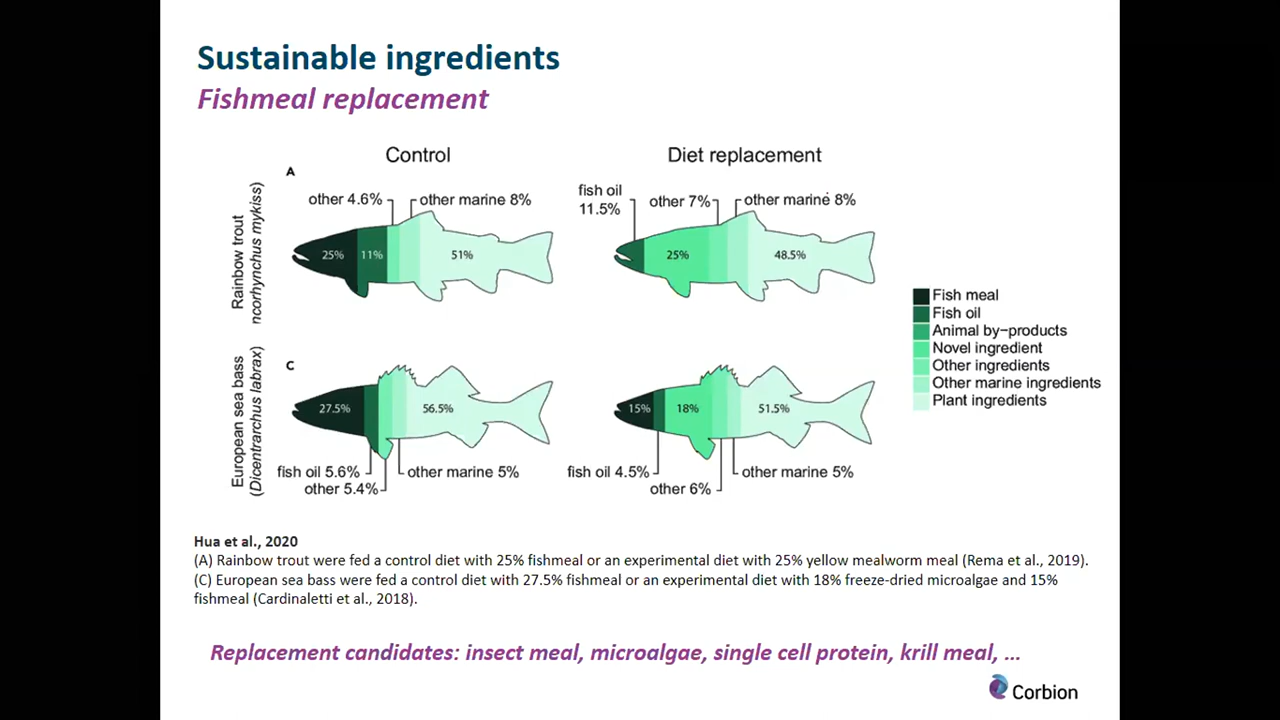 Sustainable ingredients
Fishmeal replacement
Control
Diet replacement
A
other 4.6%
other marine 8%
fish oil
11.5%
other 7%
other marine 8%
Rainbow trout
ncorhynchus mykiss)
25%
11%
51%
25%
48.5%
Fish meal
Fish oil
Animal by-products
Novel ingredient
Other ingredients
Other marine ingredients
Plant ingredients
C
European sea bass
(Dicentrarchus labrax)
27.5%
56.5%
15%
18%
51.5%
fish oil 5.6%
other marine 5%
other 5.4%
fish oil 4.5%
other marine 5%
other 6%
Hua et al., 2020
(A) Rainbow trout were fed a control diet with 25% fishmeal or an experimental diet with 25% yellow mealworm meal (Rema et al., 2019).
(C) European sea bass were fed a control diet with 27.5% fishmeal or an experimental diet with 18% freeze-dried microalgae and 15%
fishmeal (Cardinaletti et al., 2018).
Replacement candidates: insect meal, microalgae, single cell protein, krill meal, ...
Corbion